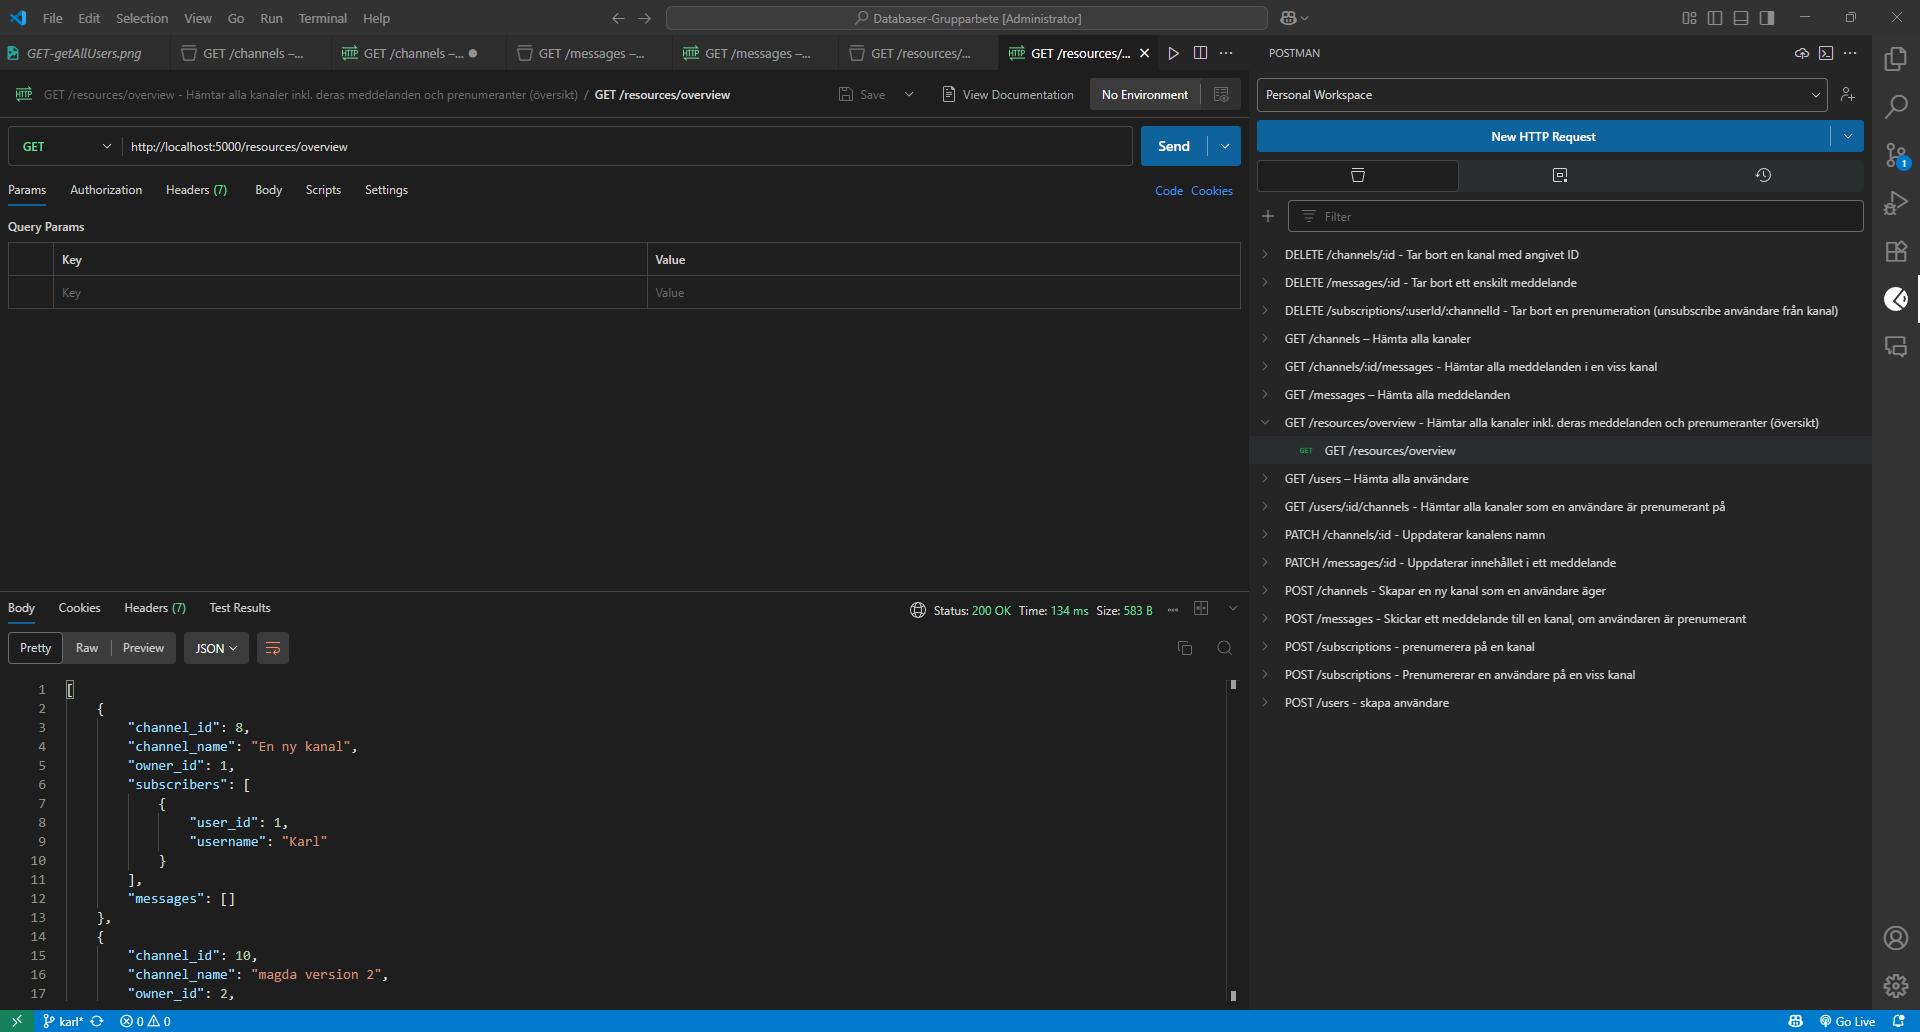 File Edit Selection View Go Run Terminal Help
Databaser-Grupparbete [Administrator]
GET-getAllUsers.png
GET /channels –...
GET /channels –...
GET /messages –...
GET /messages –...
GET /resources/...
GET /resources/...
GET /resources/overview - Hämtar alla kanaler inkl. deras meddelanden och prenumeranter (översikt) / GET /resources/overview
Save
View Documentation
No Environment
GET
http://localhost:5000/resources/overview
Send
Params Authorization Headers (7) Body Scripts Settings
Code Cookies
Query Params
Key Value
Key Value
Body Cookies Headers (7) Test Results
Status: 200 OK Time: 134 ms Size: 583 B
Pretty Raw Preview JSON
1 [
2 {
3 "channel_id": 8,
4 "channel_name": "En ny kanal",
5 "owner_id": 1,
6 "subscribers": [
7 {
8 "user_id": 1,
9 "username": "Karl"
10 }
11 ],
12 "messages": []
13 },
14 {
15 "channel_id": 10,
16 "channel_name": "magda version 2",
17 "owner_id": 2,
POSTMAN
Personal Workspace
New HTTP Request
Filter
DELETE /channels/:id - Tar bort en kanal med angivet ID
DELETE /messages/:id - Tar bort ett enskilt meddelande
DELETE /subscriptions/:userId/:channelId - Tar bort en prenumeration (unsubscribe användare från kanal)
GET /channels – Hämta alla kanaler
GET /channels/:id/messages - Hämtar alla meddelanden i en viss kanal
GET /messages – Hämta alla meddelanden
GET /resources/overview - Hämtar alla kanaler inkl. deras meddelanden och prenumeranter (översikt)
GET GET /resources/overview
GET /users – Hämta alla användare
GET /users/:id/channels - Hämtar alla kanaler som en användare är prenumerant på
PATCH /channels/:id - Uppdaterar kanalens namn
PATCH /messages/:id - Uppdaterar innehållet i ett meddelande
POST /channels - Skapar en ny kanal som en användare äger
POST /messages - Skickar ett meddelande till en kanal, om användaren är prenumerant
POST /subscriptions - prenumerera på en kanal
POST /subscriptions - Prenumererar en användare på en viss kanal
POST /users - skapa användare
1
karl* 0 0
Go Live